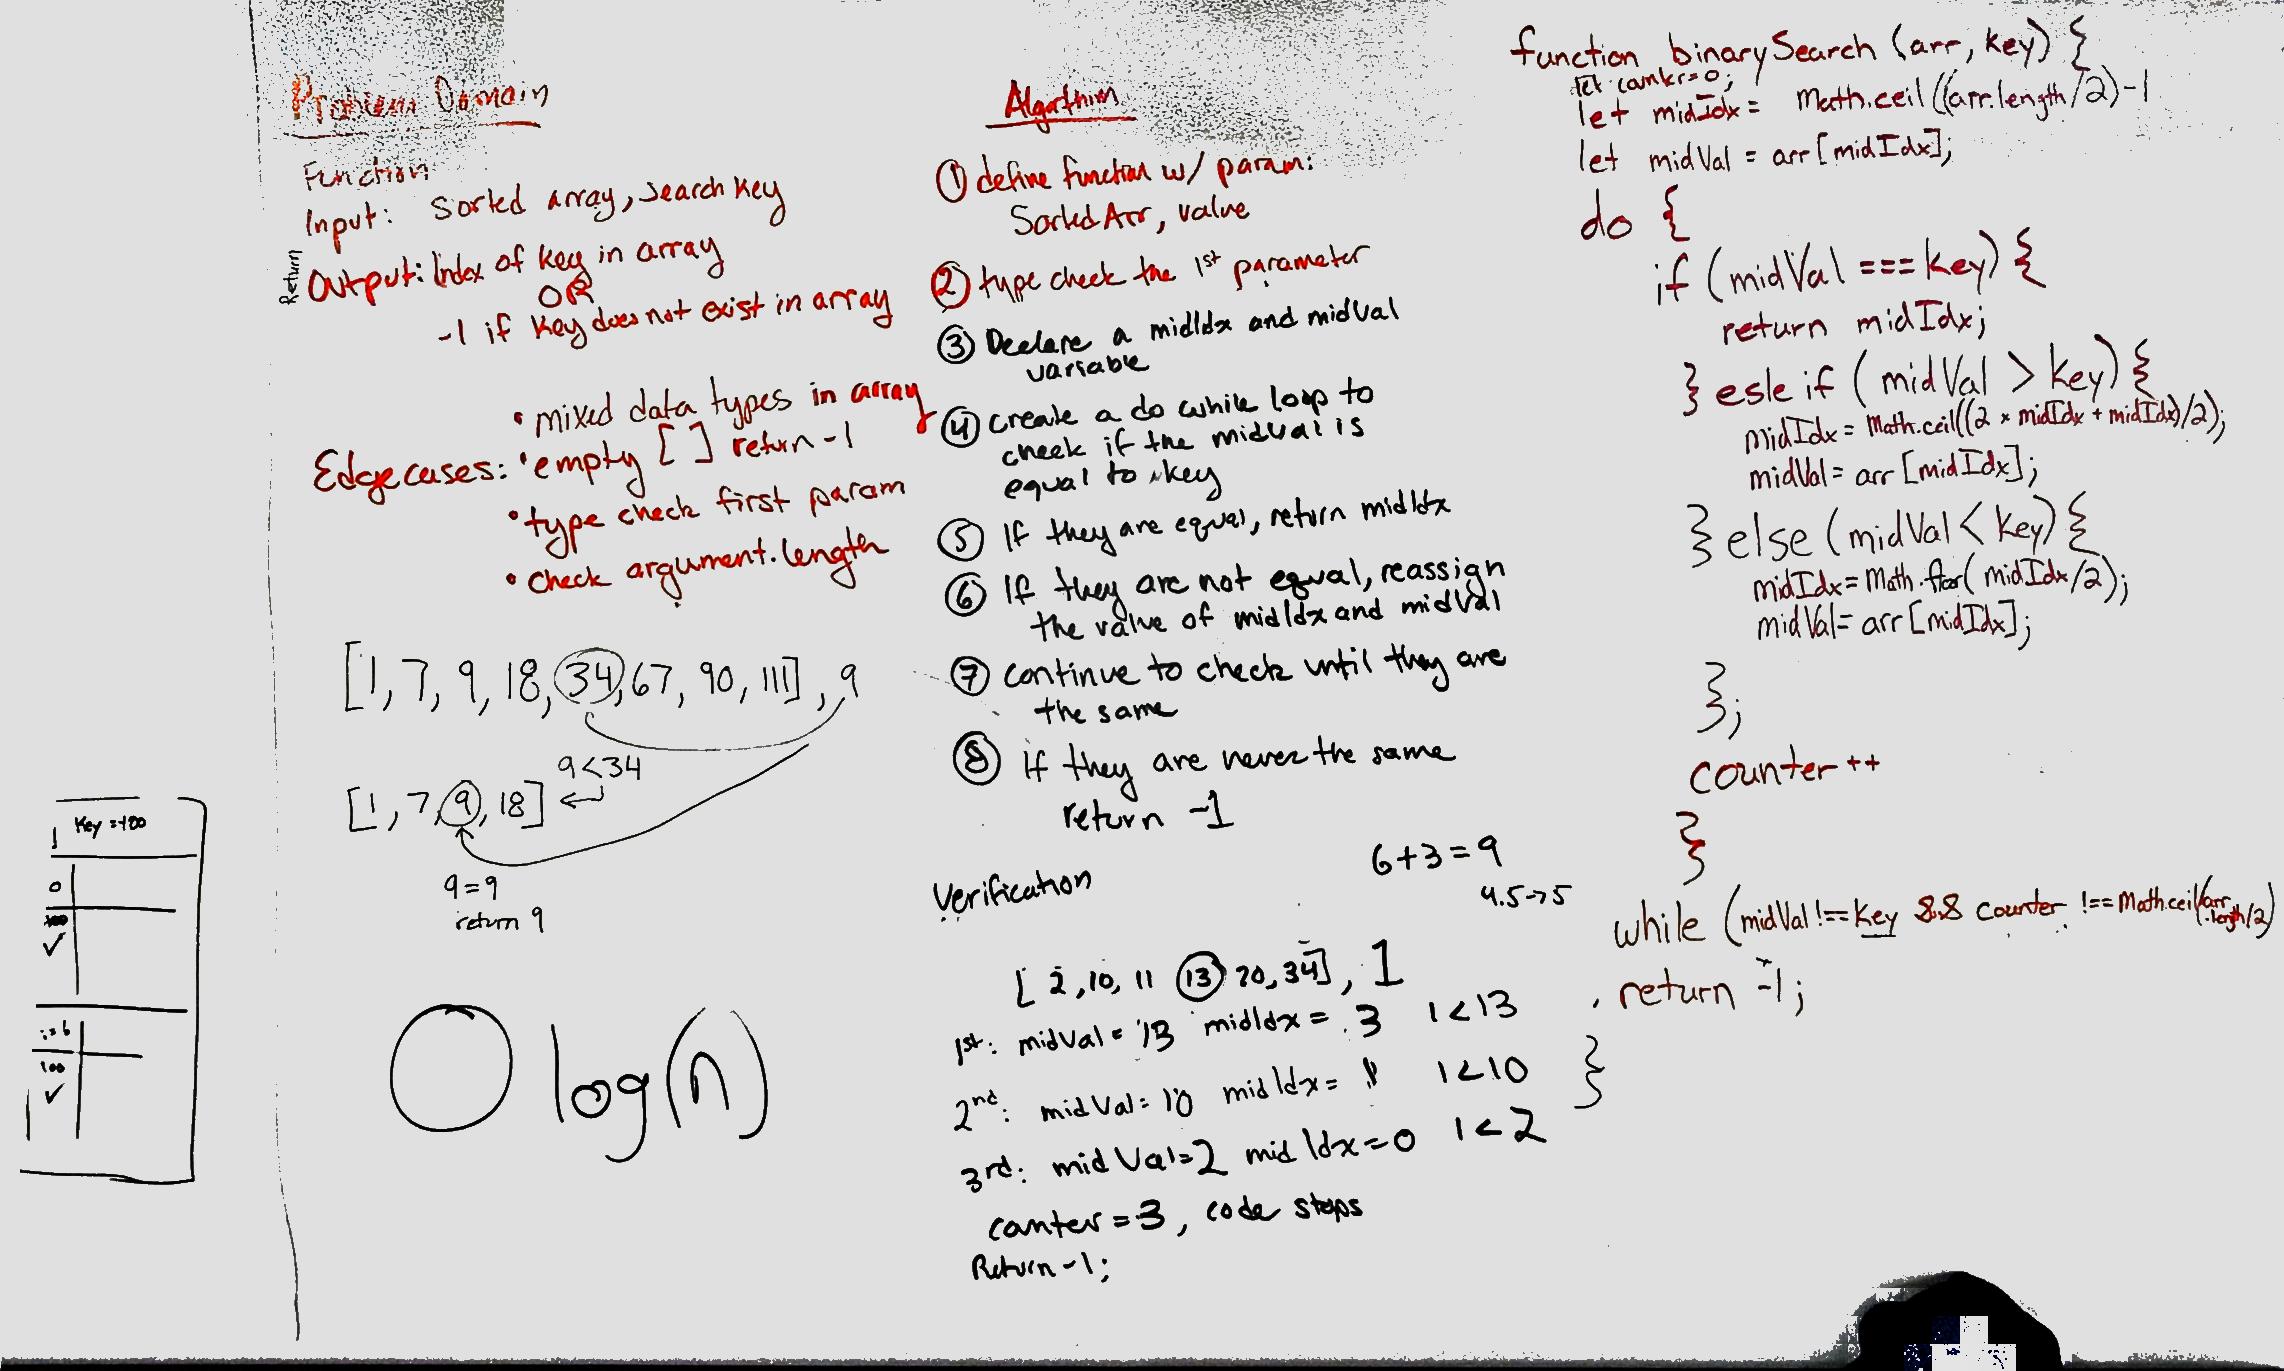 Problem Domain
Function
Input: Sorted array, search key
Return
Output: Index of key in array
OR
-1 if key does not exist in array
• mixed data types in array
Edge cases: • empty [ ] return -1
• type check first param
• check argument.length
[1, 7, 9, 18, 34, 67, 90, 111], 9
9<34
[1, 7, 9, 18]
9=9
return 9
O log(n)
0
100
Algorithim
① define function w/ param:
Sorted Arr, value
② type check the 1st parameter
③ Declare a midIdx and midVal
variable
④ create a do while loop to
check if the midval is
equal to key
⑤ If they are equal, return midIdx
⑥ If they are not equal, reassign
the value of midIdx and midVal
⑦ continue to check until they are
the same
⑧ if they are never the same
return -1
6+3=9
4.5→5
Verification
[2, 10, 11 13 20, 34], 1
1st: midVal = 13 midIdx = 3 1<13
2nd: midVal = 10 midIdx = 1 1<10
3rd: midVal=2 midIdx=0 1<2
counter = 3, code stops
Return -1;
function binarySearch (arr, key) {
let counter=0;
let midIdx = Math.ceil((arr.length/2)-1
let midVal = arr[midIdx];
do {
if (midVal === key) {
return midIdx;
} esle if (midVal > key) {
midIdx = Math.ceil((2 × midIdx + midIdx)/2);
midVal = arr[midIdx];
} else (midVal < key) {
midIdx = Math.floor(midIdx/2);
midVal = arr[midIdx];
};
counter++
}
while (midVal !== key && counter !== Math.ceil(arr
.length/2)
return -1;
}